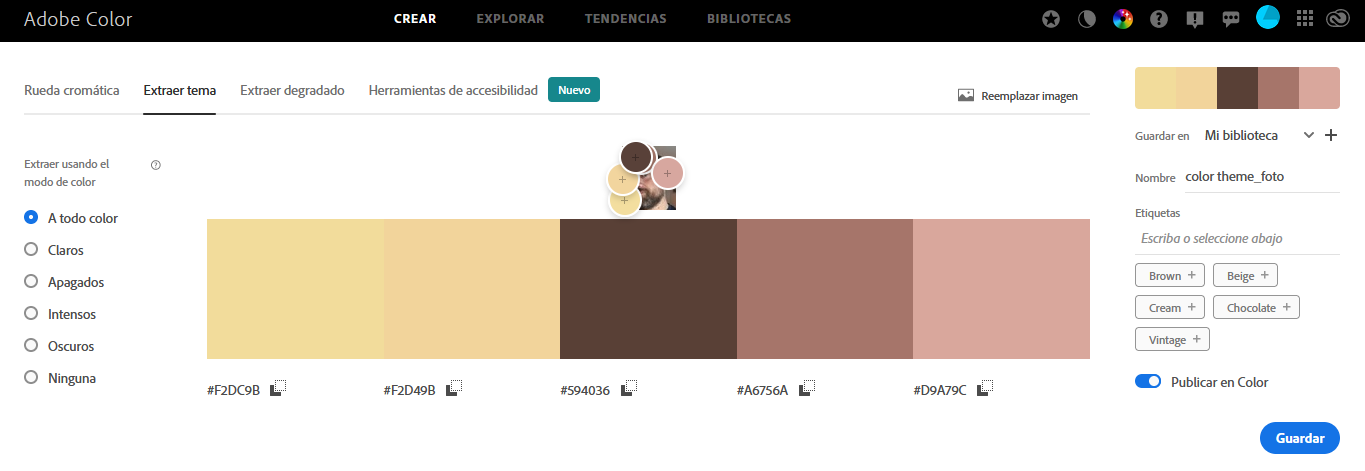 Adobe Color
CREAR
EXPLORAR
TENDENCIAS
BIBLIOTECAS
Rueda cromática
Extraer tema
Extraer degradado
Herramientas de accesibilidad
Nuevo
Reemplazar imagen
Extraer usando el
modo de color
A todo color
Claros
Apagados
Intensos
Oscuros
Ninguna
#F2DC9B
#F2D49B
#594036
#A6756A
#D9A79C
Guardar en
Mi biblioteca
Nombre
color theme_foto
Etiquetas
Escriba o seleccione abajo
Brown +
Beige +
Cream +
Chocolate +
Vintage +
Publicar en Color
Guardar